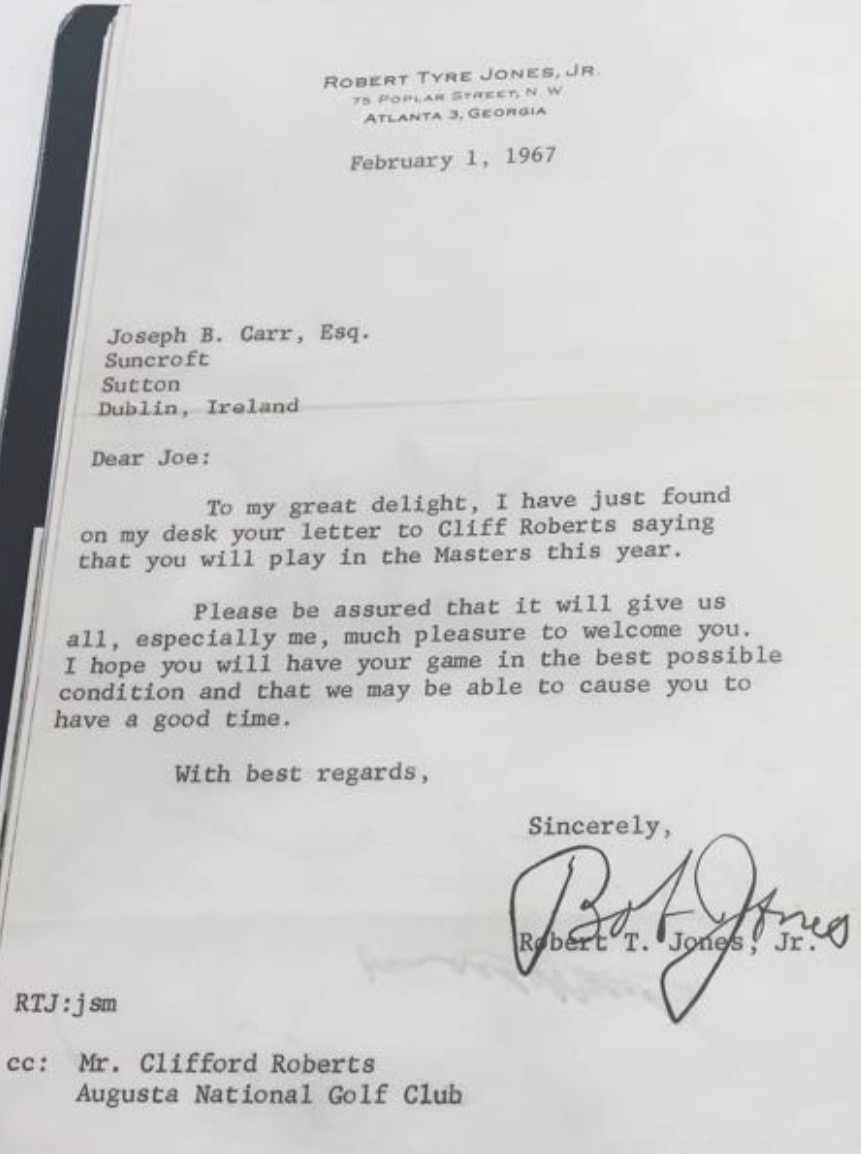 ROBERT TYRE JONES, JR.
75 POPLAR STREET, N. W.
ATLANTA 3, GEORGIA
February 1, 1967
Joseph B. Carr, Esq.
Suncroft
Sutton
Dublin, Ireland
Dear Joe:
To my great delight, I have just found
on my desk your letter to Cliff Roberts saying
that you will play in the Masters this year.
Please be assured that it will give us
all, especially me, much pleasure to welcome you.
I hope you will have your game in the best possible
condition and that we may be able to cause you to
have a good time.
With best regards,
Sincerely,
Bob Jones
Robert T. Jones, Jr.
RTJ:jsm
cc: Mr. Clifford Roberts
Augusta National Golf Club